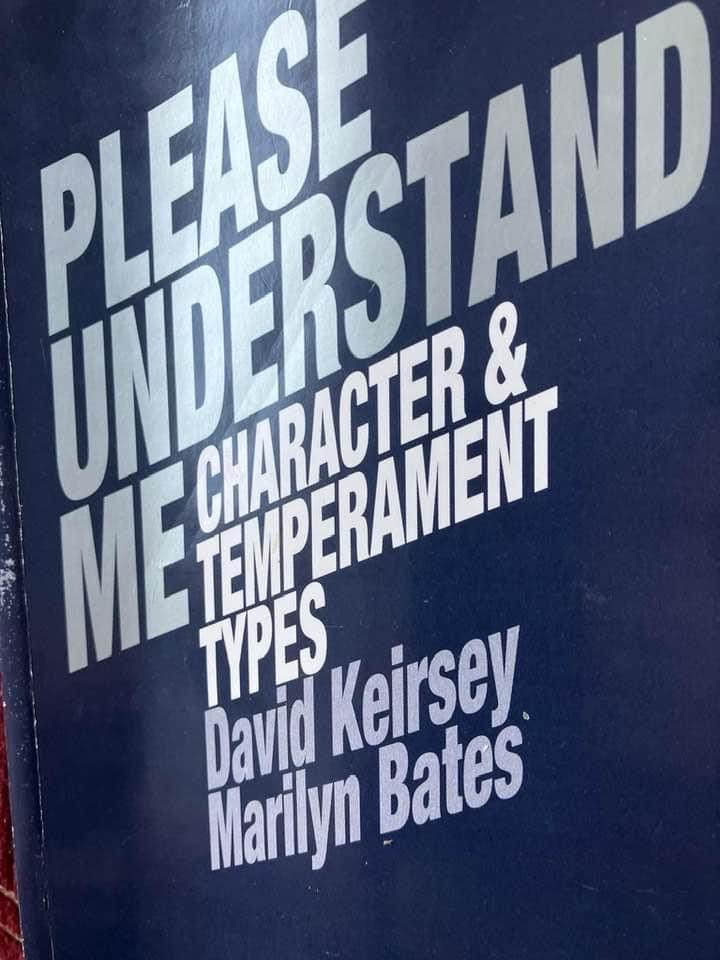 PLEASE
UNDERSTAND
ME
CHARACTER &
TEMPERAMENT
TYPES
David Keirsey
Marilyn Bates